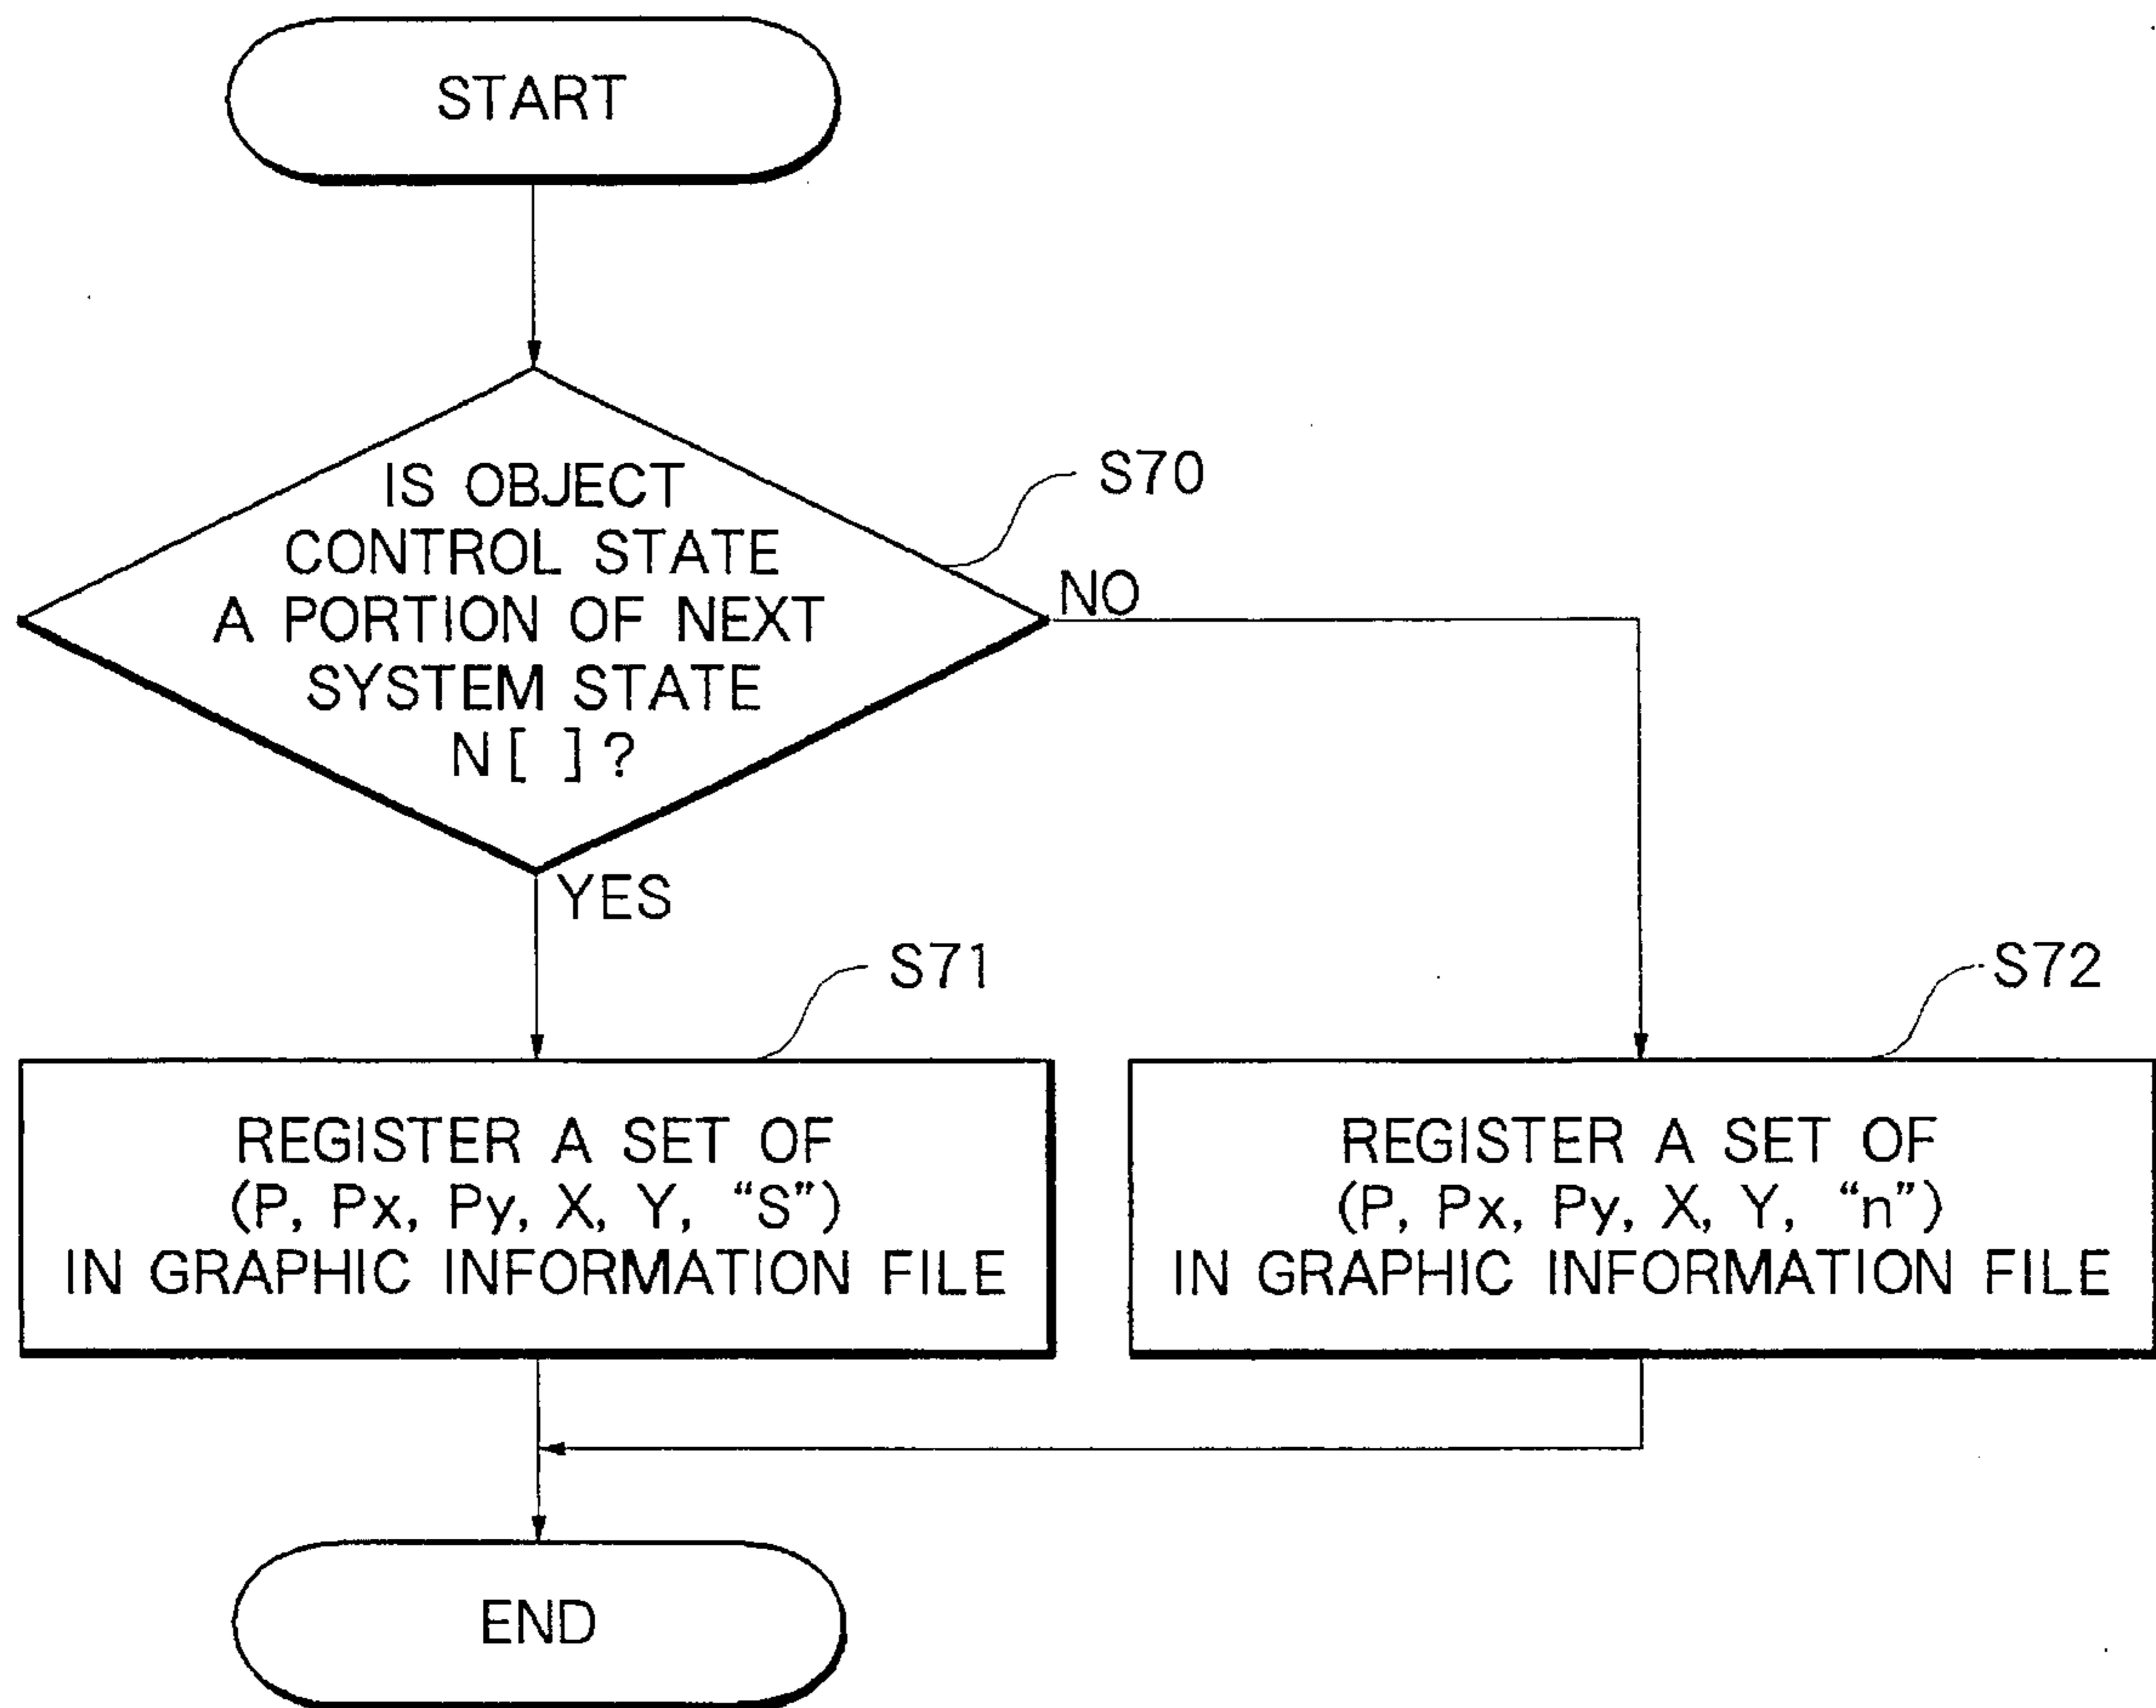 START
IS OBJECT
CONTROL STATE
A PORTION OF NEXT
SYSTEM STATE
N[ ]?
S70
NO
YES
S71
S72
REGISTER A SET OF
(P, Px, Py, X, Y, “S”)
IN GRAPHIC INFORMATION FILE
REGISTER A SET OF
(P, Px, Py, X, Y, “n”)
IN GRAPHIC INFORMATION FILE
END